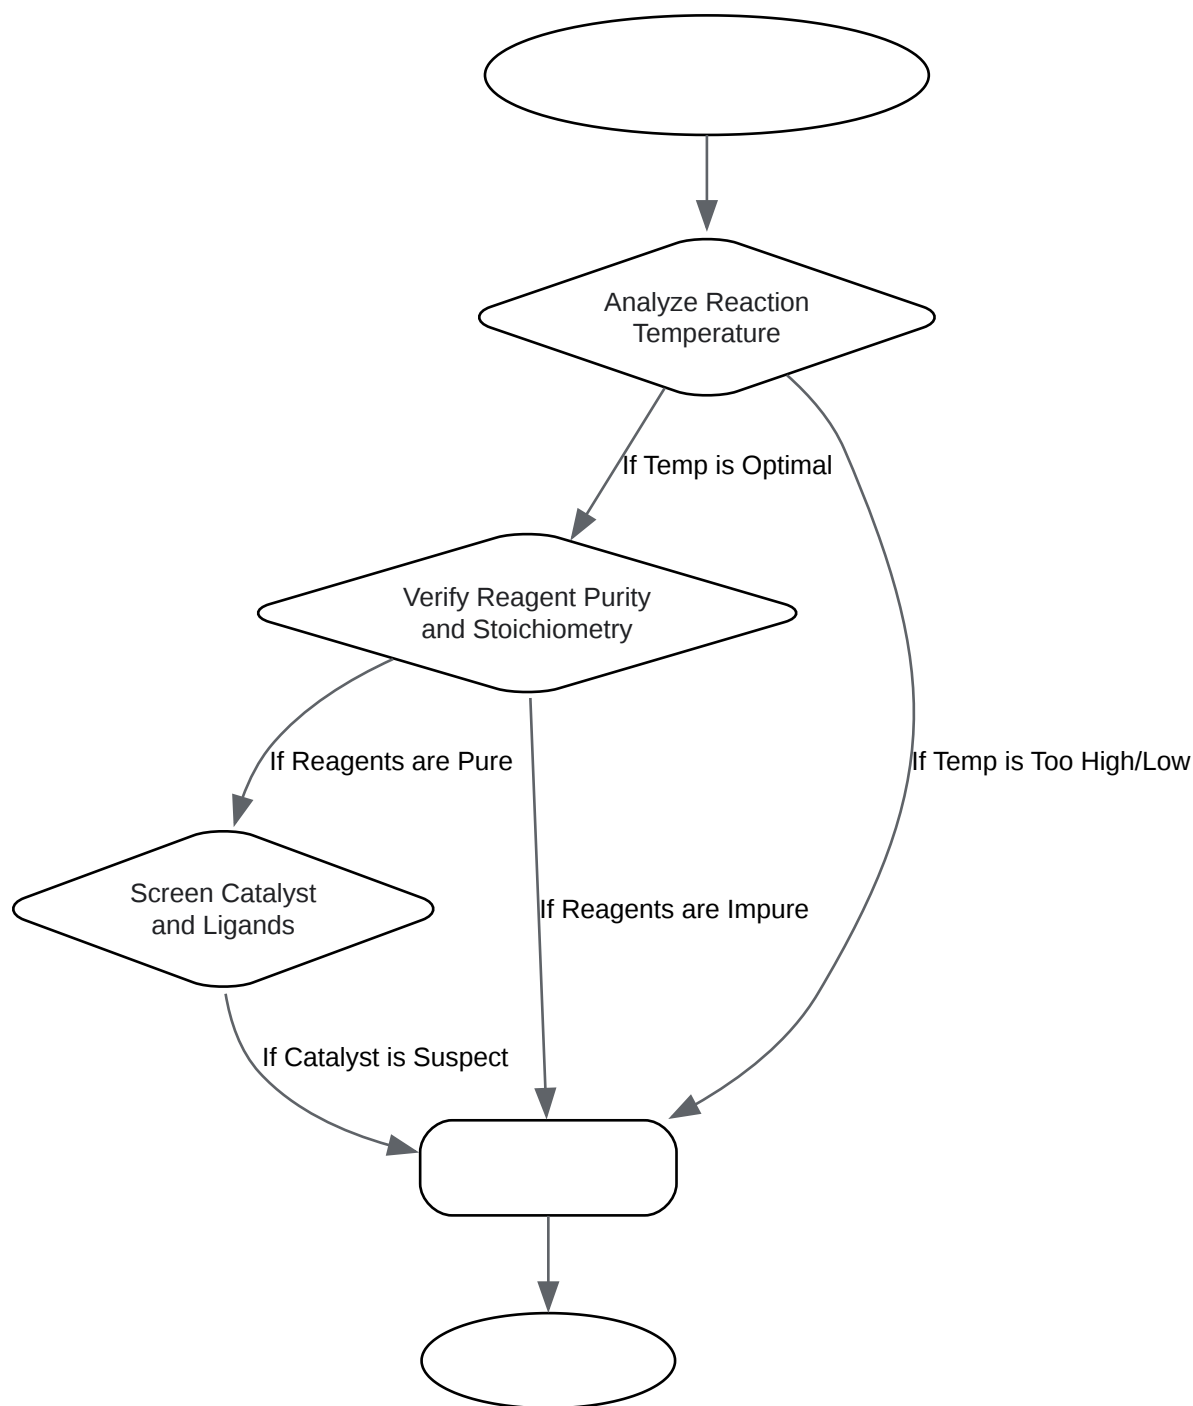 Analyze Reaction
Temperature
If Temp is Optimal
Verify Reagent Purity
and Stoichiometry
If Reagents are Pure
If Temp is Too High/Low
Screen Catalyst
and Ligands
If Reagents are Impure
If Catalyst is Suspect